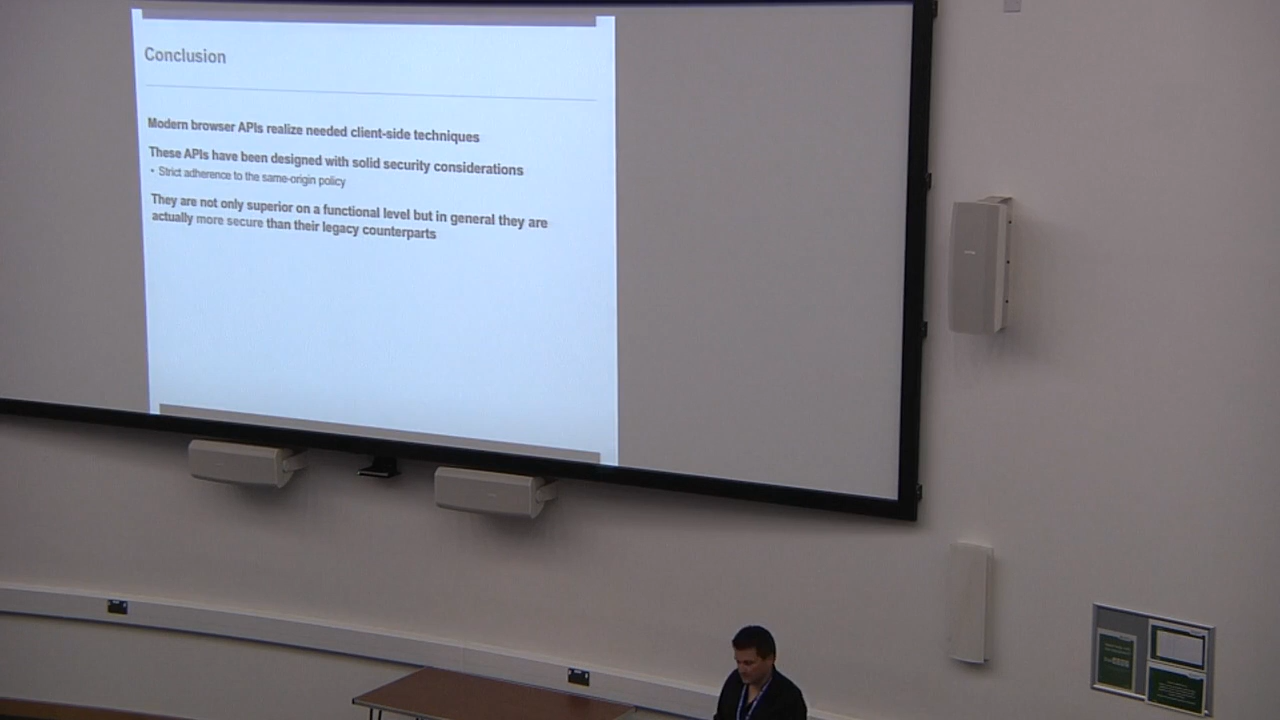 Conclusion
Modern browser APIs realize needed client-side techniques
These APIs have been designed with solid security considerations
• Strict adherence to the same-origin policy
They are not only superior on a functional level but in general they are
actually more secure than their legacy counterparts